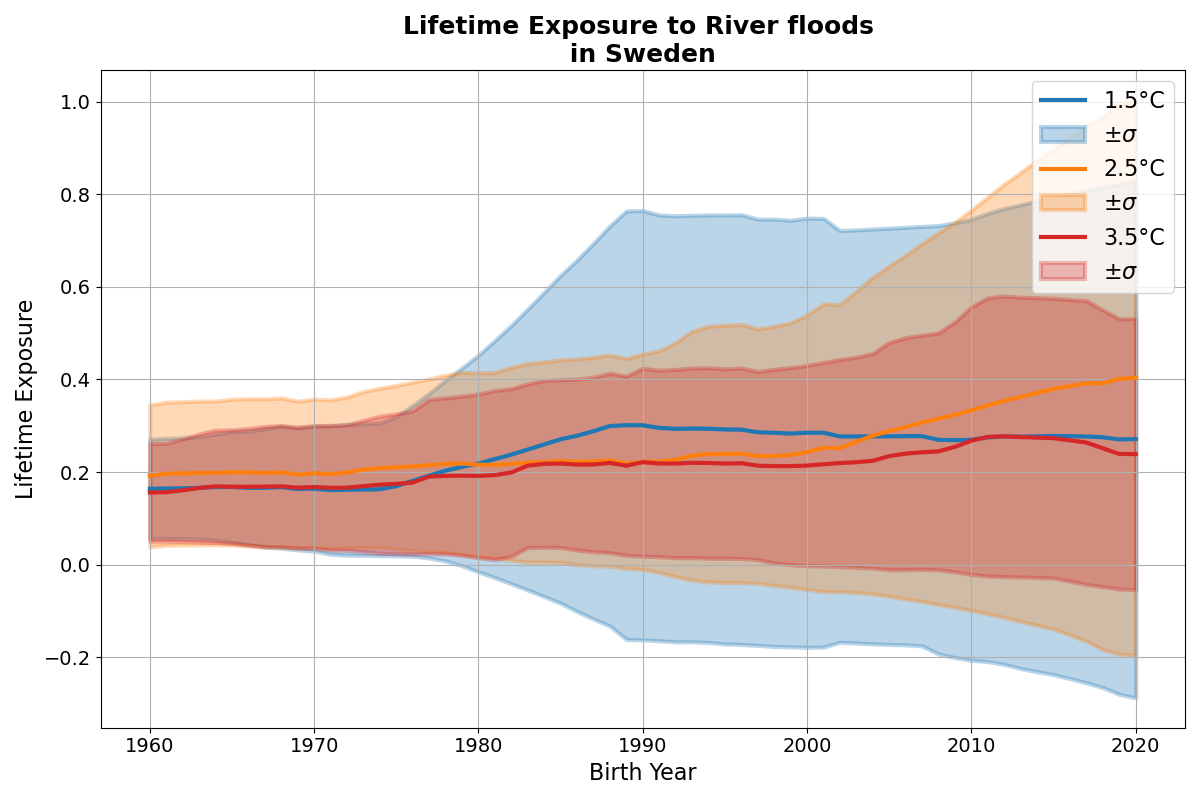 Lifetime Exposure to River floods
in Sweden
Lifetime Exposure
1.0
0.8
0.6
0.4
0.2
0.0
−0.2
1960 1970 1980 1990 2000 2010 2020
Birth Year
1.5°C
±σ
2.5°C
±σ
3.5°C
±σ